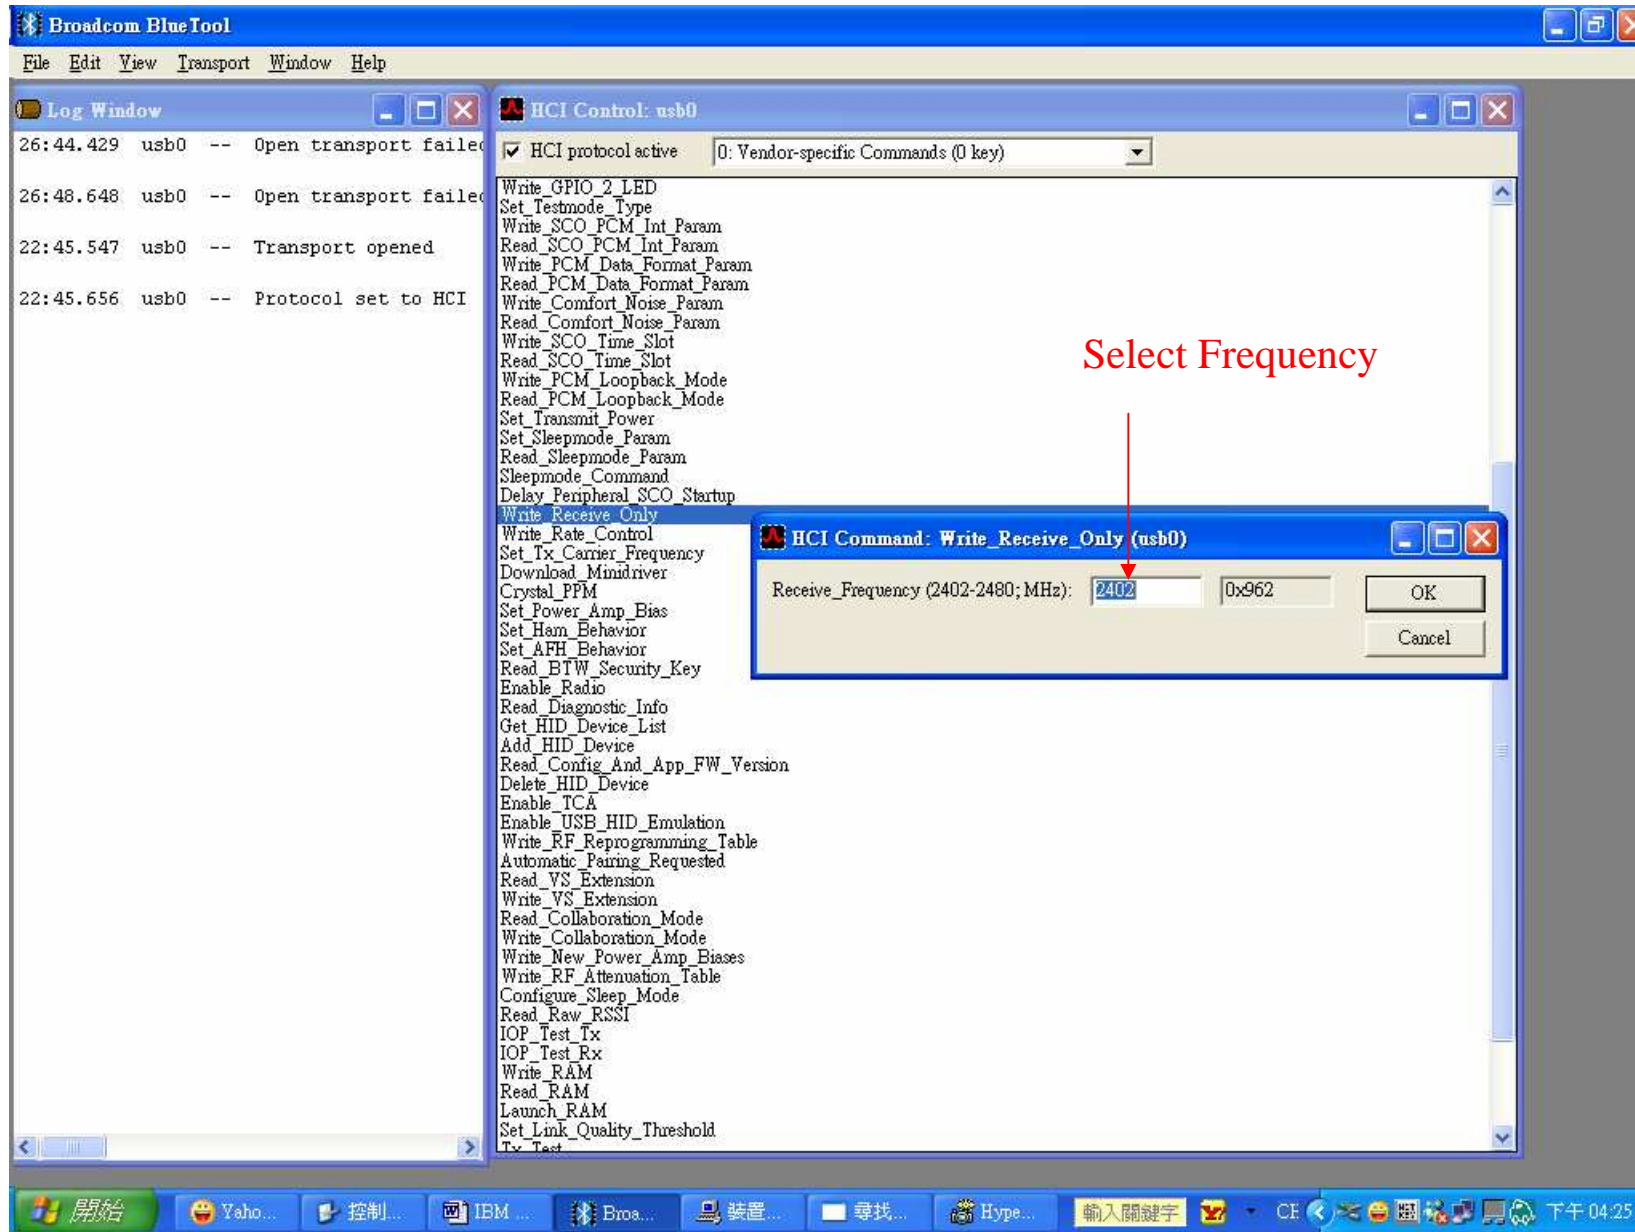 Broadcom BlueTool
File Edit View Transport Window Help
Log Window
26:44.429 usb0 -- Open transport failed
26:48.648 usb0 -- Open transport failed
22:45.547 usb0 -- Transport opened
22:45.656 usb0 -- Protocol set to HCI
HCI Control: usb0
HCI protocol active
0: Vendor-specific Commands (0 key)
Write_GPIO_2_LED
Set_Testmode_Type
Write_SCO_PCM_Int_Param
Read_SCO_PCM_Int_Param
Write_PCM_Data_Format_Param
Read_PCM_Data_Format_Param
Write_Comfort_Noise_Param
Read_Comfort_Noise_Param
Write_SCO_Time_Slot
Read_SCO_Time_Slot
Write_PCM_Loopback_Mode
Read_PCM_Loopback_Mode
Set_Transmit_Power
Set_Sleepmode_Param
Read_Sleepmode_Param
Sleepmode_Command
Delay_Peripheral_SCO_Startup
Write_Receive_Only
Write_Rate_Control
Set_Tx_Carrier_Frequency
Download_Minidriver
Crystal_PPM
Set_Power_Amp_Bias
Set_Ham_Behavior
Set_AFH_Behavior
Read_BTW_Security_Key
Enable_Radio
Read_Diagnostic_Info
Get_HID_Device_List
Add_HID_Device
Read_Config_And_App_FW_Version
Delete_HID_Device
Enable_TCA
Enable_USB_HID_Emulation
Write_RF_Reprogramming_Table
Automatic_Pairing_Requested
Read_VS_Extension
Write_VS_Extension
Read_Collaboration_Mode
Write_Collaboration_Mode
Write_New_Power_Amp_Biases
Write_RF_Attenuation_Table
Configure_Sleep_Mode
Read_Raw_RSSI
IOP_Test_Tx
IOP_Test_Rx
Write_RAM
Read_RAM
Launch_RAM
Set_Link_Quality_Threshold
Tx_Test
Select Frequency
HCI Command: Write_Receive_Only (usb0)
Receive_Frequency (2402-2480; MHz): 2402 0x962
OK
Cancel
開始 Yaho... 控制... IBM ... Broa... 裝置... 尋找... Hype... 輸入關鍵字 CH 下午 04:25